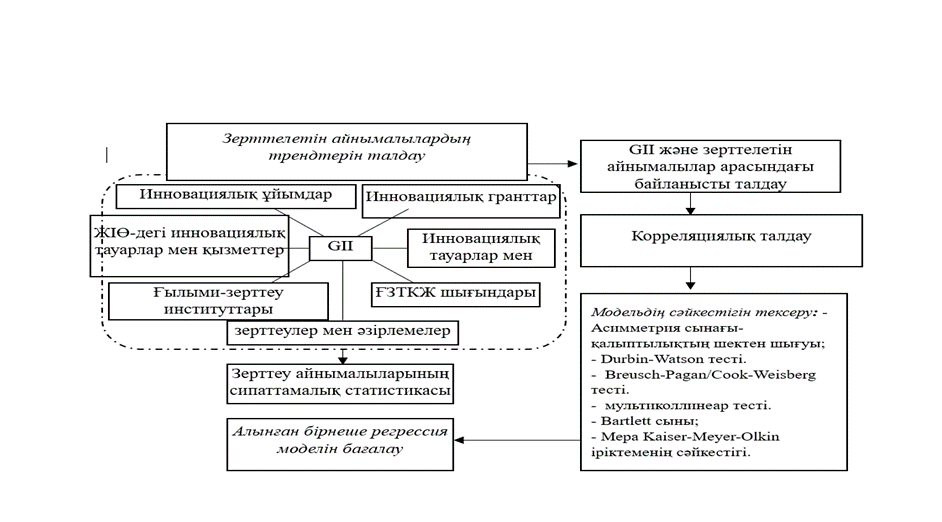 Зерттелетін айнымалылардың
трендтерін талдау
GII және зерттелетін
айнымалылар арасындағы
байланысты талдау
Инновациялық ұйымдар
Инновациялық гранттар
ЖІӨ-дегі инновациялық
тауарлар мен қызметтер
GII
Инновациялық
тауарлар мен
Корреляциялық талдау
Ғылыми-зерттеу
институттары
ҒЗТКЖ шығындары
зерттеулер мен әзірлемелер
Зерттеу айнымалыларының
сипаттамалық статистикасы
Модельдің сәйкестігін тексеру: -
Асимметрия сынағы-
қалыптылықтың шектен шығуы;
- Durbin-Watson тесті.
- Breusch-Pagan/Cook-Weisberg
тесті.
- мультиколлинеар тесті.
- Bartlett сыны;
- Мера Kaiser-Meyer-Olkin
іріктеменің сәйкестігі.
Алынған бірнеше регрессия
моделін бағалау